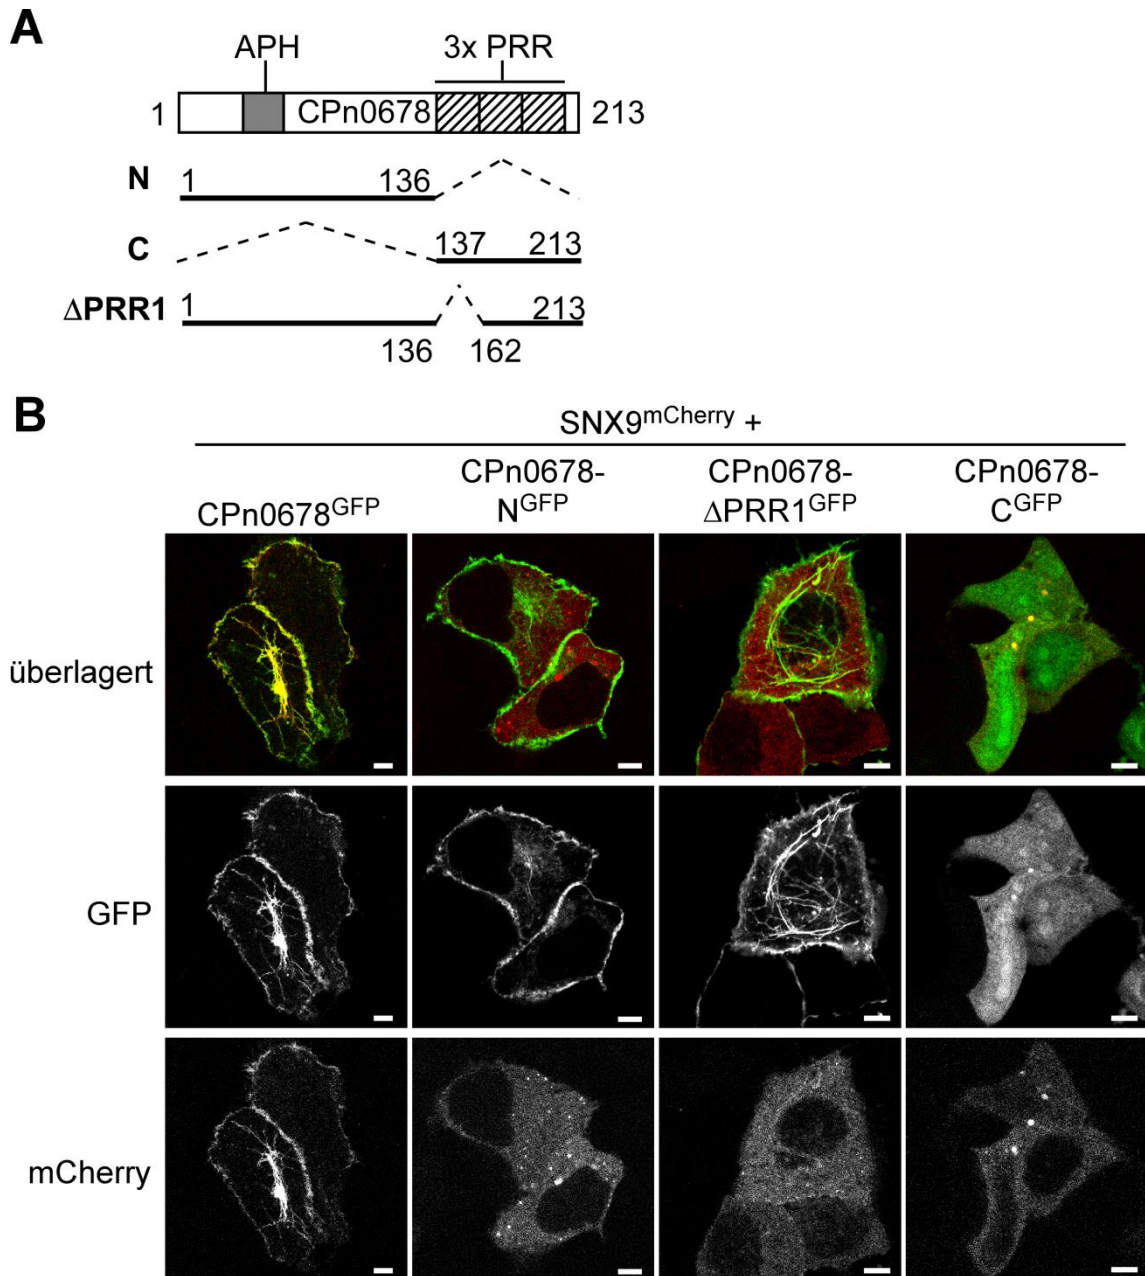 A
APH 3x PRR
1 CPn0678 213
N 1 136
C 137 213
ΔPRR1 1 213
136 162
B
SNX9mCherry +
CPn0678GFP
CPn0678-
NGFP
CPn0678-
ΔPRR1GFP
CPn0678-
CGFP
überlagert
GFP
mCherry